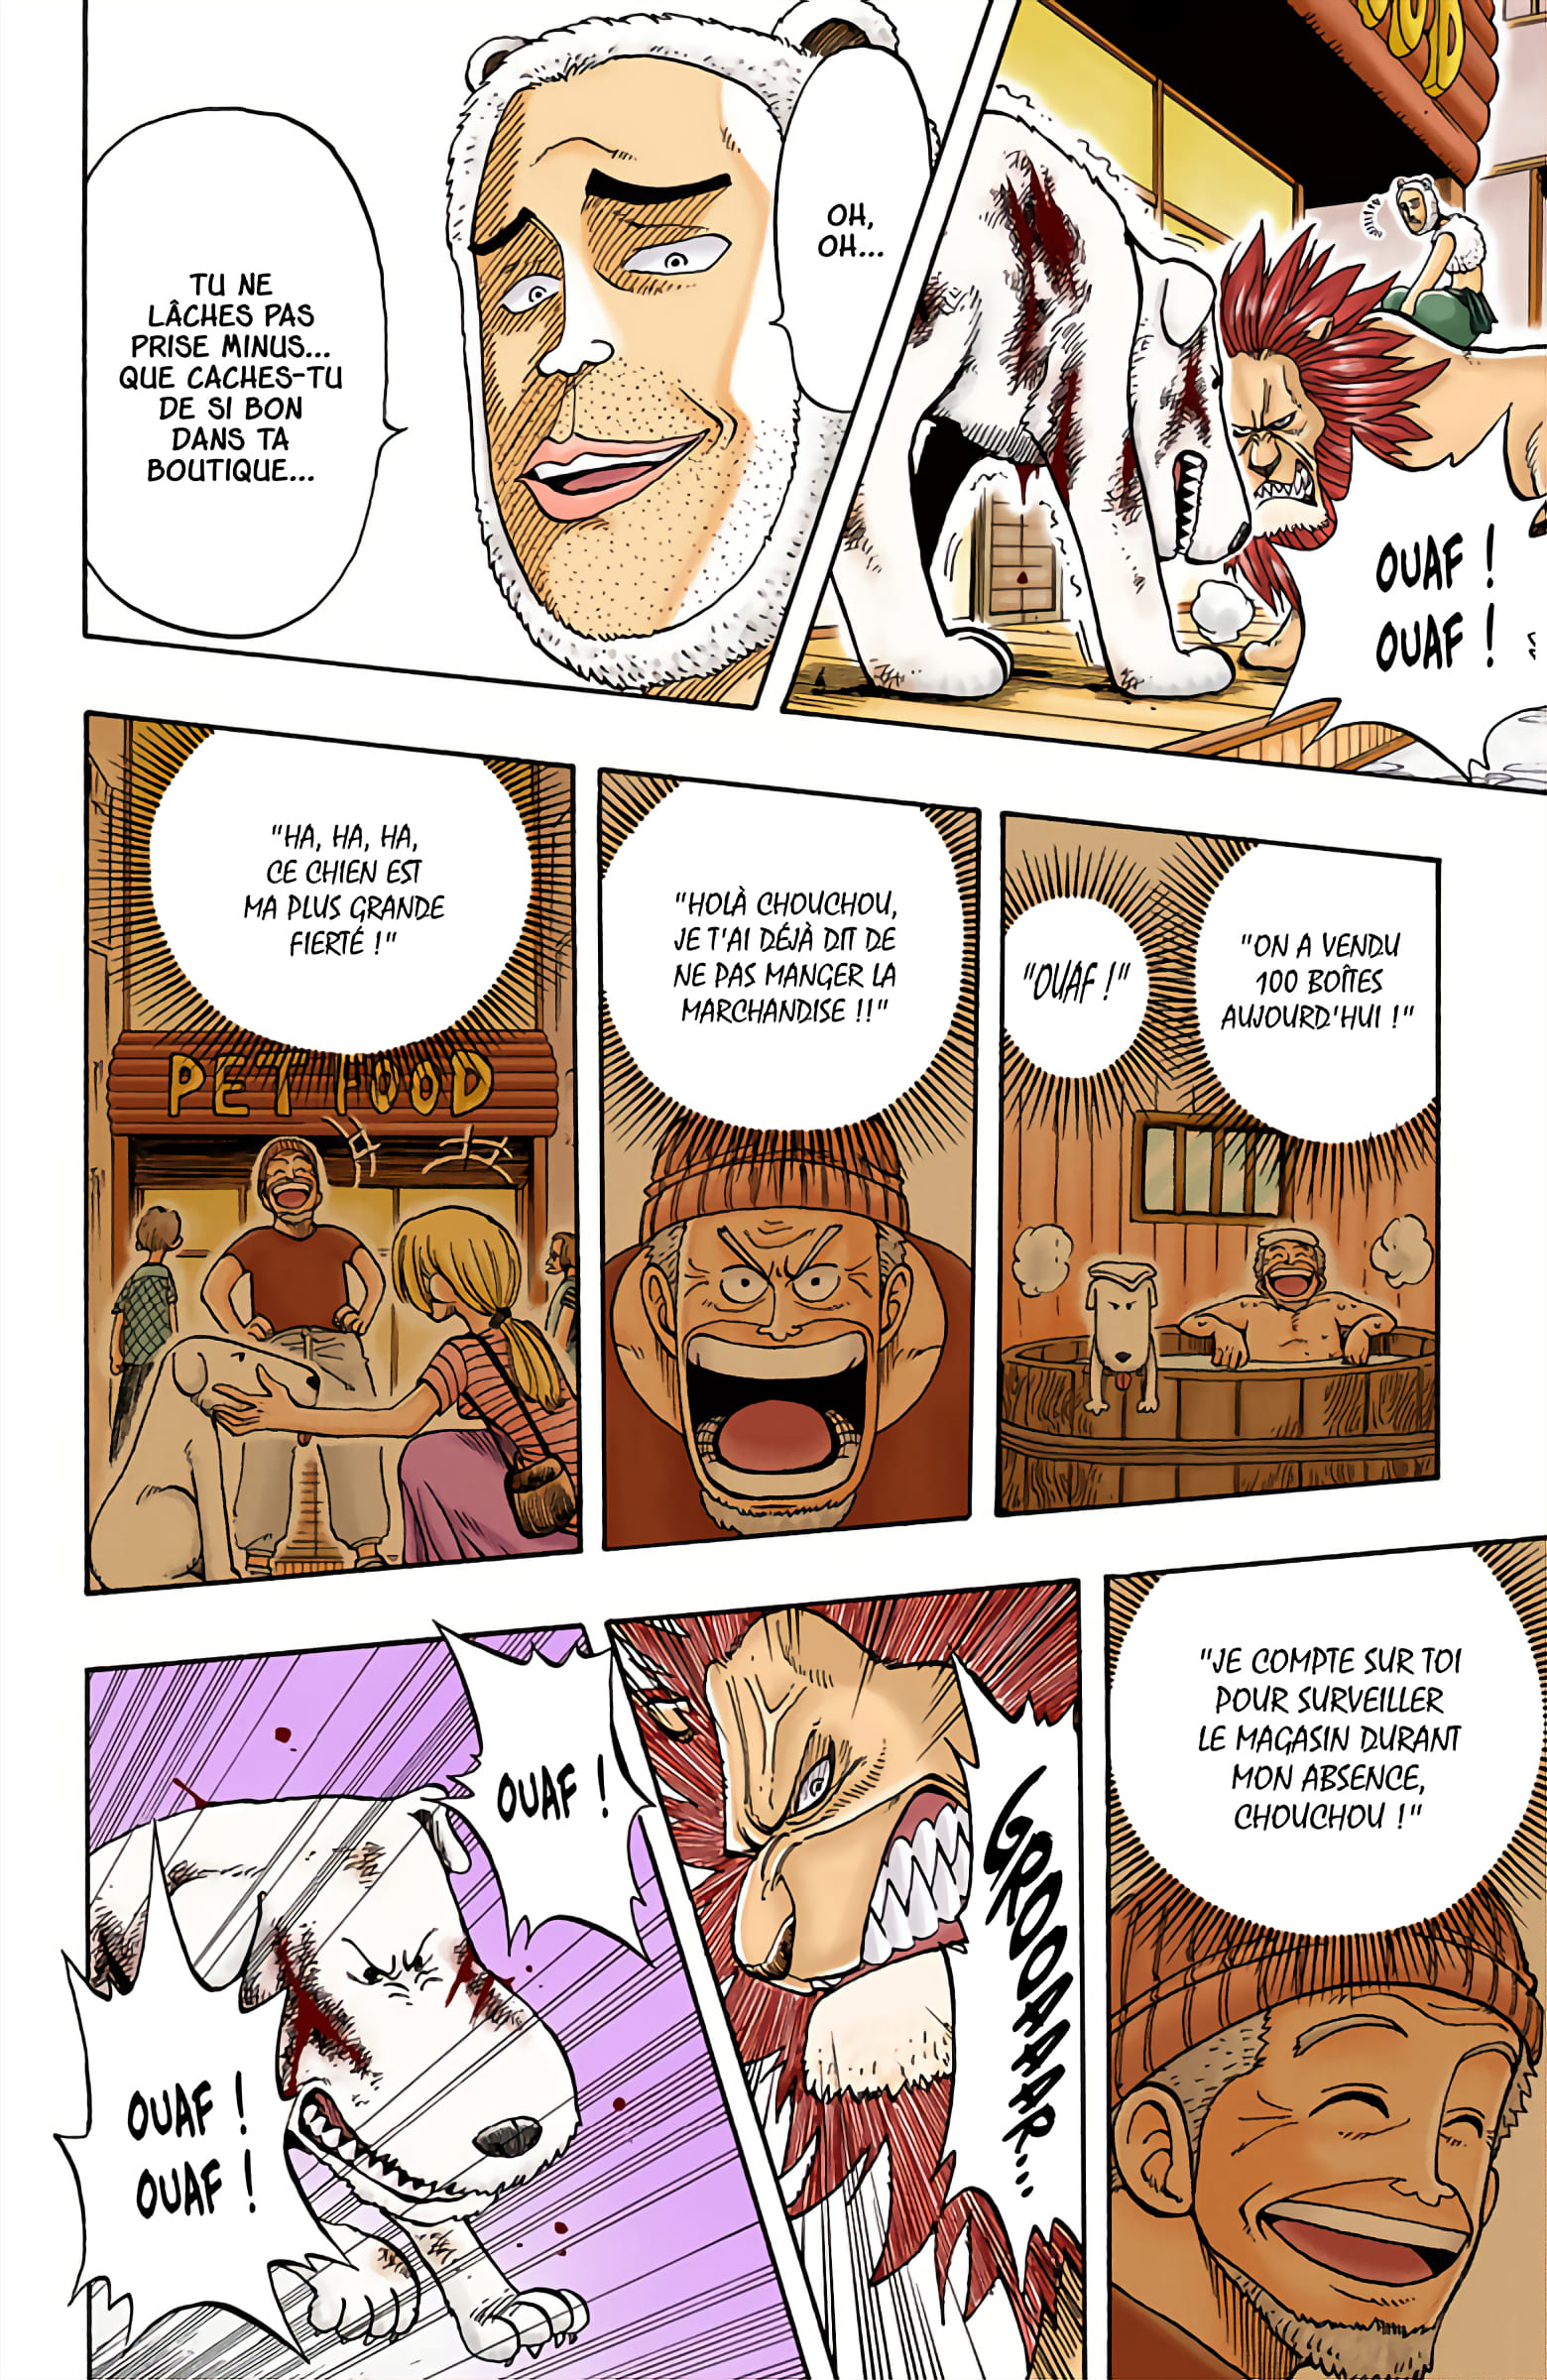 OUAF !
OUAF !
OH,
OH...
TU NE
LÂCHES PAS
PRISE MINUS...
QUE CACHES-TU
DE SI BON
DANS TA
BOUTIQUE...
"ON A VENDU
100 BOÎTES
AUJOURD'HUI !"
"OUAF !"
"HOLÀ CHOUCHOU,
JE T'AI DÉJÀ DIT DE
NE PAS MANGER LA
MARCHANDISE !!"
"HA, HA, HA,
CE CHIEN EST
MA PLUS GRANDE
FIERTÉ !"
PET FOOD
"JE COMPTE SUR TOI
POUR SURVEILLER
LE MAGASIN DURANT
MON ABSENCE,
CHOUCHOU !"
GROOOAAAR...
OUAF !
OUAF !
OUAF !